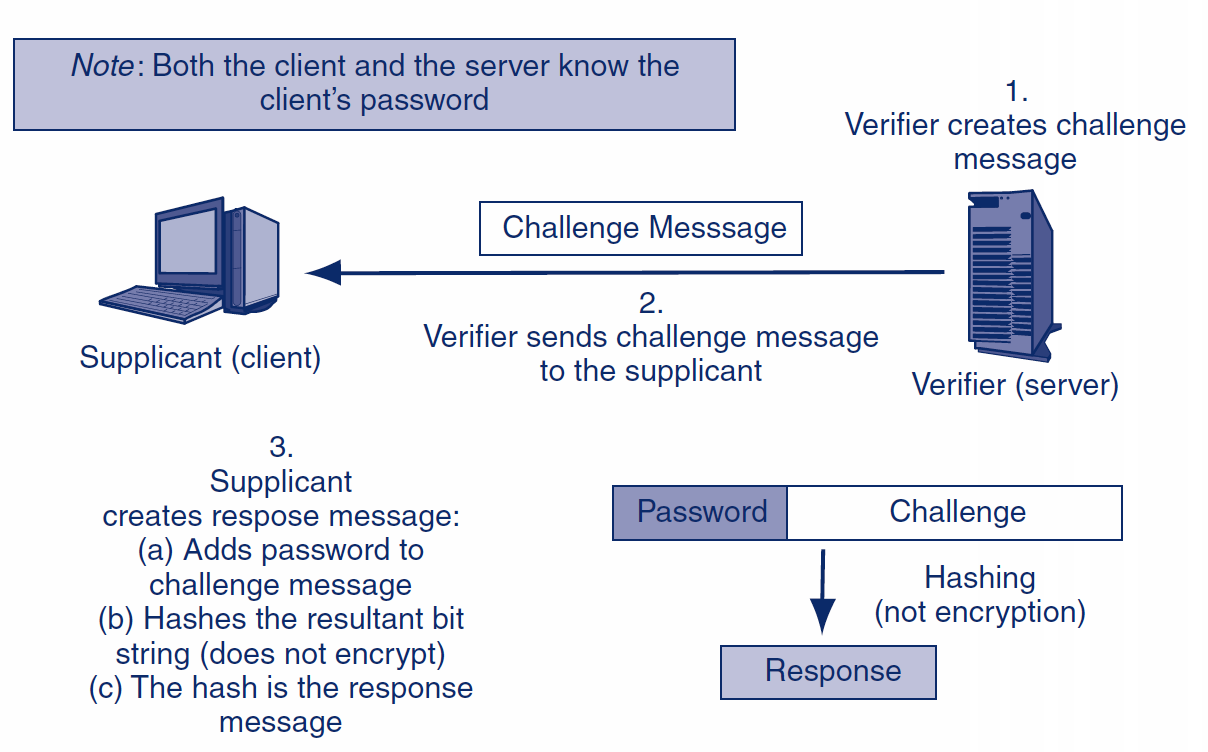 Note: Both the client and the server know the
client's password
1.
Verifier creates challenge
message
Challenge Messsage
2.
Verifier sends challenge message
to the supplicant
Supplicant (client)
Verifier (server)
3.
Supplicant
creates respose message:
(a) Adds password to
challenge message
(b) Hashes the resultant bit
string (does not encrypt)
(c) The hash is the response
message
Password
Challenge
Hashing
(not encryption)
Response